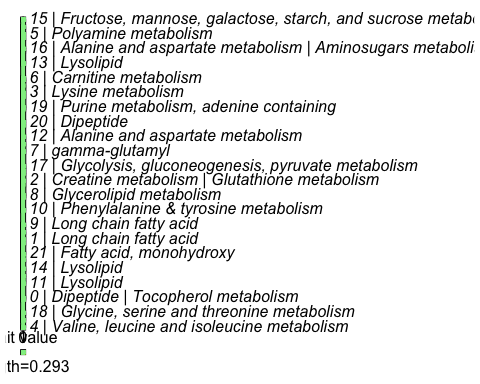 15 | Fructose, mannose, galactose, starch, and sucrose metab
5 | Polyamine metabolism
16 | Alanine and aspartate metabolism | Aminosugars metaboli
13 | Lysolipid
6 | Carnitine metabolism
3 | Lysine metabolism
19 | Purine metabolism, adenine containing
20 | Dipeptide
12 | Alanine and aspartate metabolism
7 | gamma-glutamyl
17 | Glycolysis, gluconeogenesis, pyruvate metabolism
2 | Creatine metabolism | Glutathione metabolism
8 | Glycerolipid metabolism
10 | Phenylalanine & tyrosine metabolism
9 | Long chain fatty acid
1 | Long chain fatty acid
21 | Fatty acid, monohydroxy
14 | Lysolipid
11 | Lysolipid
0 | Dipeptide | Tocopherol metabolism
18 | Glycine, serine and threonine metabolism
4 | Valine, leucine and isoleucine metabolism
it value
th=0.293